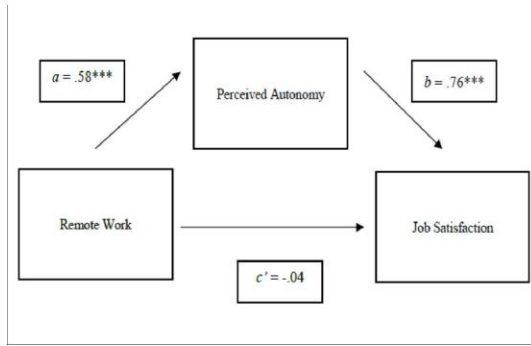 a = .58***
Perceived Autonomy
b = .76***
Remote Work
Job Satisfaction
c' = -.04